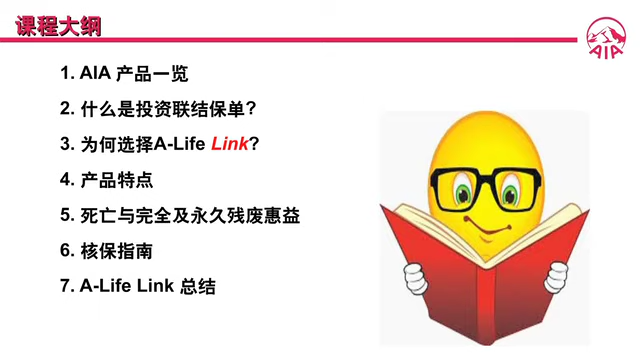 课程大纲
AIA
1. AIA 产品一览
2. 什么是投资联结保单?
3. 为何选择A-Life Link?
4. 产品特点
5. 死亡与完全及永久残废惠益
6. 核保指南
7. A-Life Link 总结